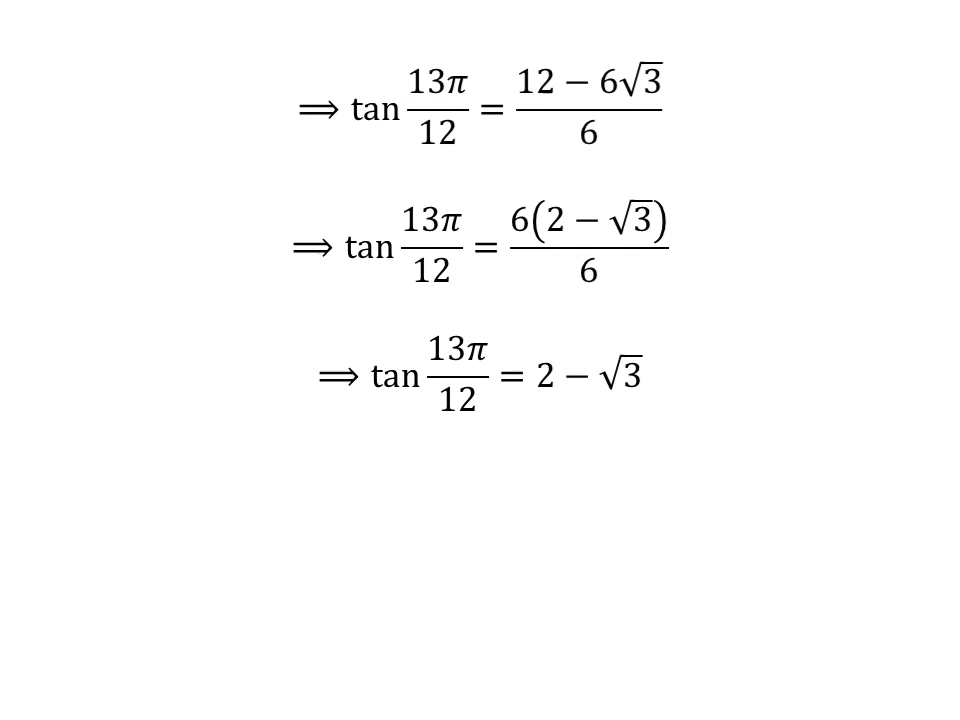 ⟹ tan 13π/12 = (12 − 6√3)/6
⟹ tan 13π/12 = 6(2 − √3)/6
⟹ tan 13π/12 = 2 − √3